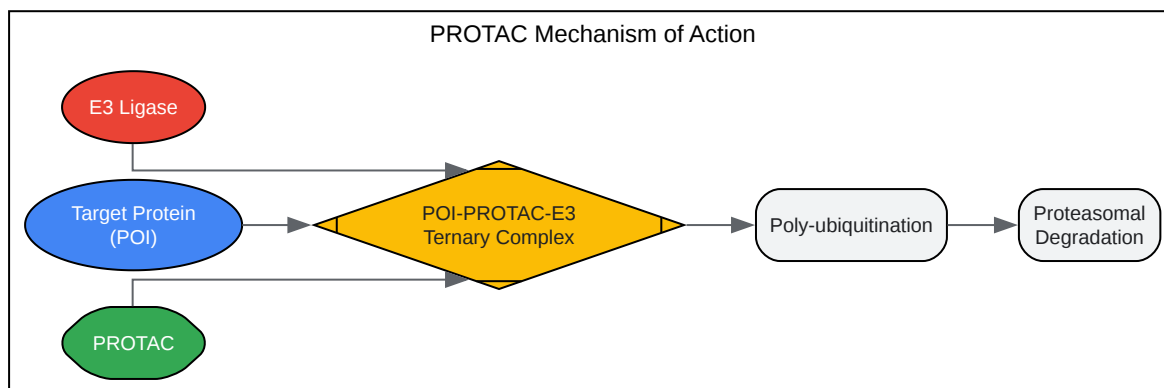 PROTAC Mechanism of Action
E3 Ligase
Target Protein
(POI)
PROTAC
POI-PROTAC-E3
Ternary Complex
Poly-ubiquitination
Proteasomal
Degradation